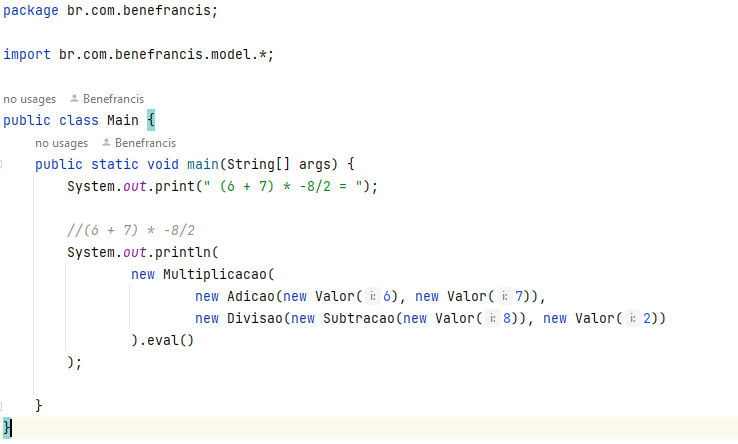 package br.com.benefrancis;
import br.com.benefrancis.model.*;
no usages Benefrancis
public class Main {
no usages Benefrancis
public static void main(String[] args) {
System.out.print(" (6 + 7) * -8/2 = ");
//(6 + 7) * -8/2
System.out.println(
new Multiplicacao(
new Adicao(new Valor( i: 6), new Valor( i: 7)),
new Divisao(new Subtracao(new Valor( i: 8)), new Valor( i: 2))
).eval()
);
}
}